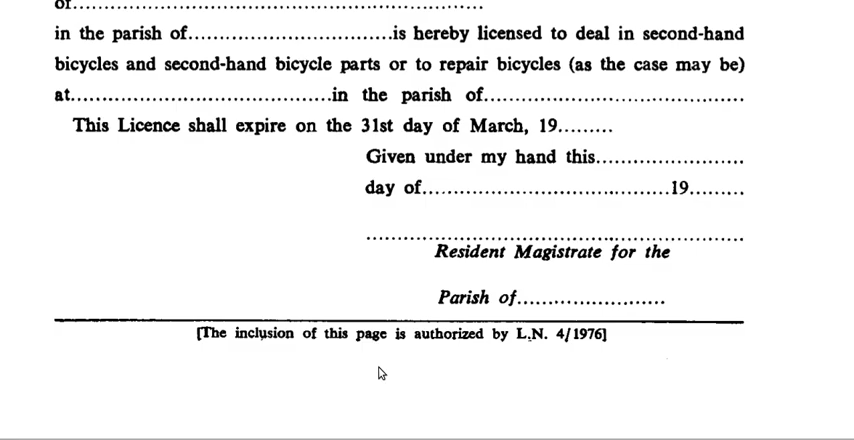 of...............................................................
in the parish of.................................is hereby licensed to deal in second-hand
bicycles and second-hand bicycle parts or to repair bicycles (as the case may be)
at..........................................in the parish of..........................................
This Licence shall expire on the 31st day of March, 19.........
Given under my hand this........................
day of........................................19.........
.............................................................
Resident Magistrate for the
Parish of........................
[The inclusion of this page is authorized by L.N. 4/1976]